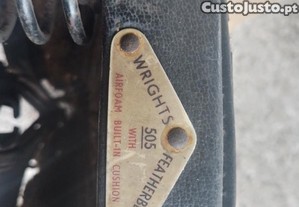 CustoJusto.pt
WRIGHTS
FEATHERB
505
WITH
AIRFOAM
BUILT-IN CUSHION